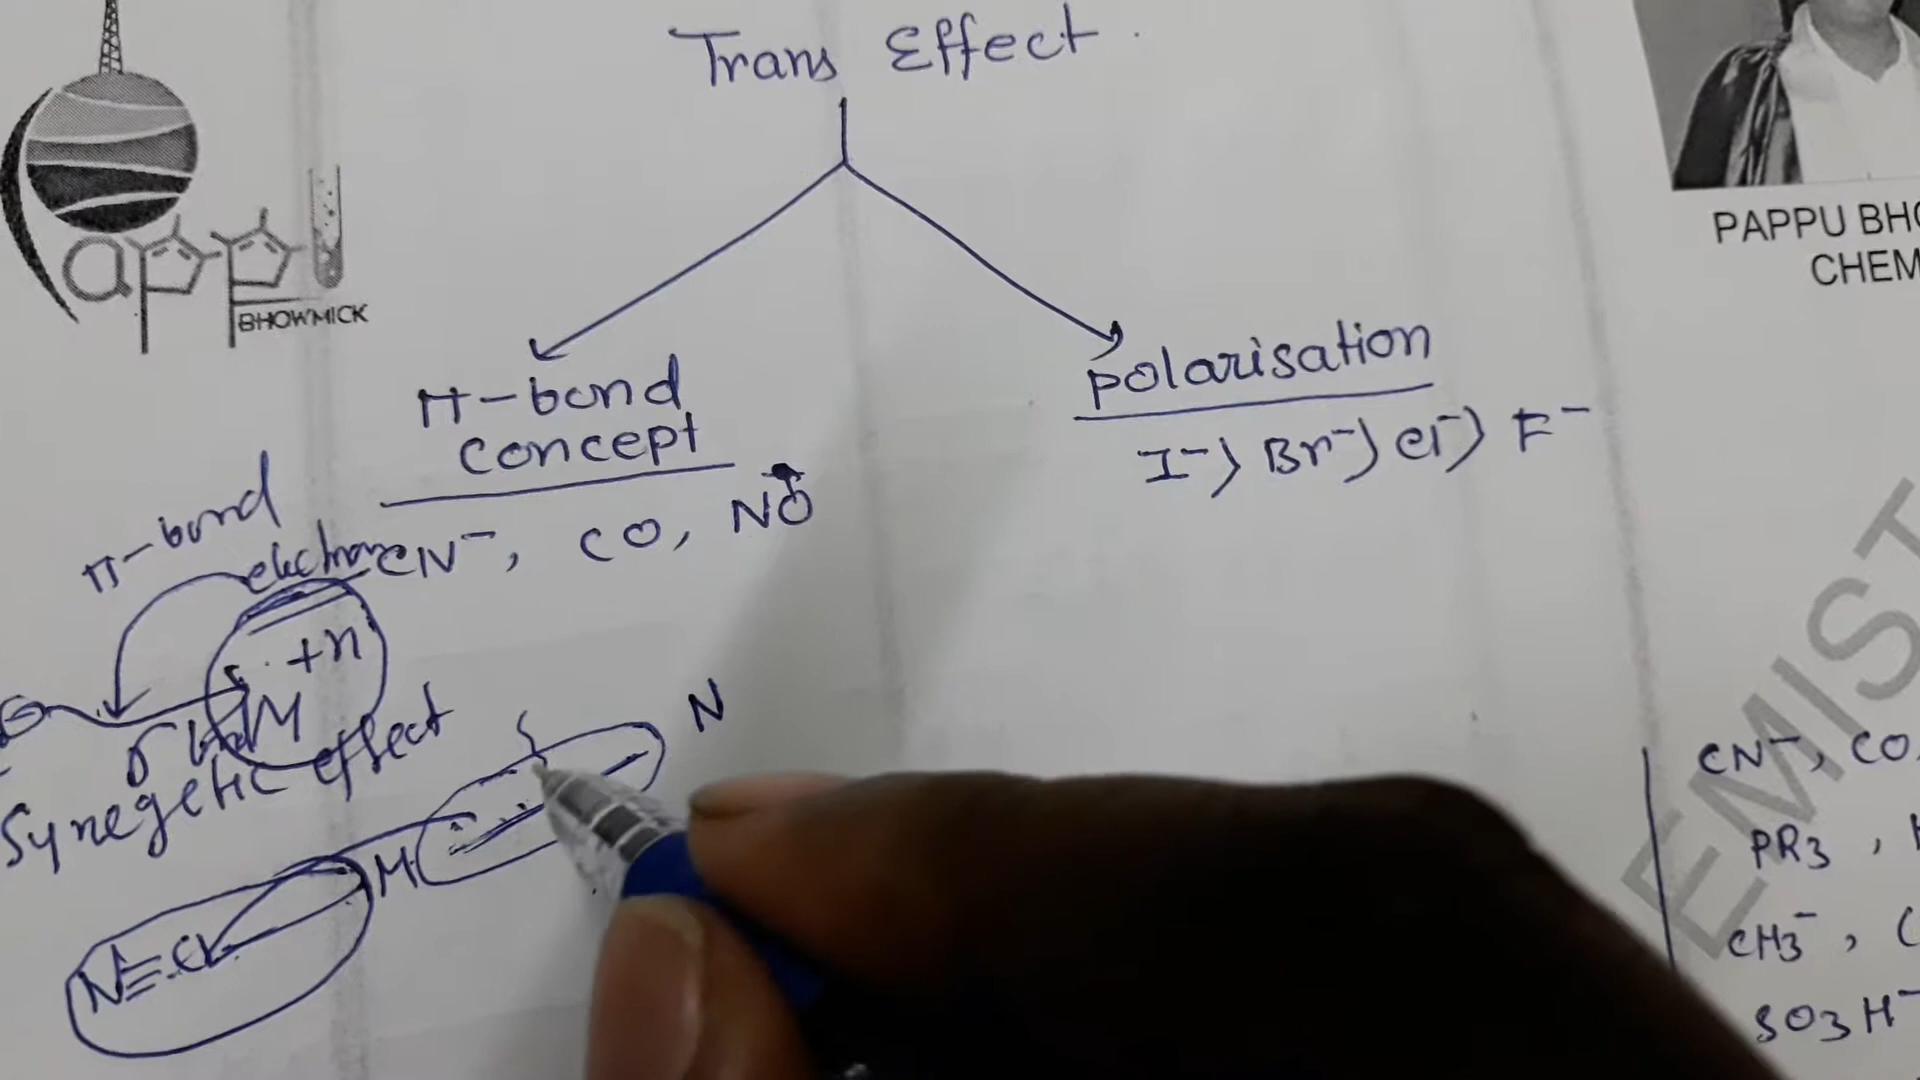 Trans Effect
BHOWMICK
PAPPU BHO
CHEM
π-bond
concept
polarisation
I⁻ > Br⁻ > Cl⁻ > F⁻
CN⁻, CO, NO
π-bond
+n
M
Synegetic effect
N
M
N≡C
CN⁻, CO,
PR3,
CH3⁻, C
SO3H⁻
EMIST